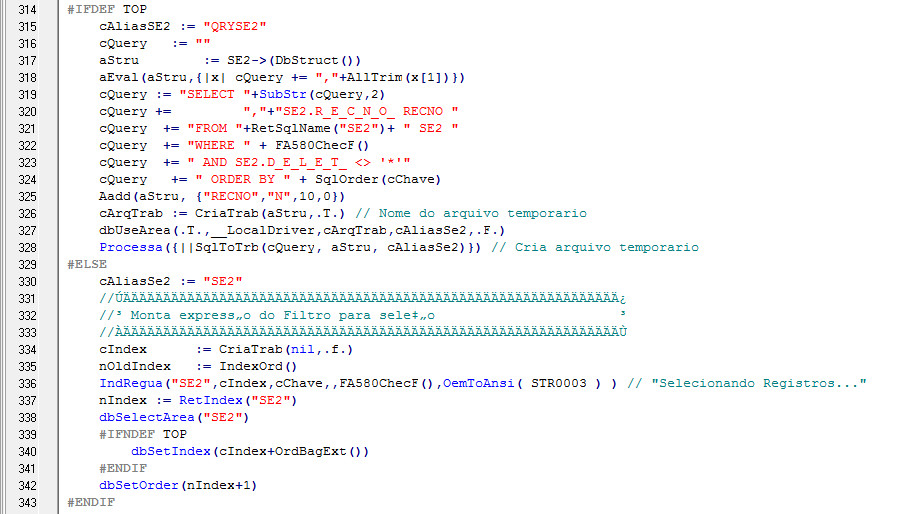 314 #IFDEF TOP
315     cAliasSE2 := "QRYSE2"
316     cQuery   := ""
317     aStru        := SE2->(DbStruct())
318     aEval(aStru,{|x| cQuery += ","+AllTrim(x[1])})
319     cQuery := "SELECT "+SubStr(cQuery,2)
320     cQuery +=         ","+"SE2.R_E_C_N_O_ RECNO "
321     cQuery  += "FROM "+RetSqlName("SE2")+ " SE2 "
322     cQuery  += "WHERE " + FA580ChecF()
323     cQuery  += " AND SE2.D_E_L_E_T_ <> '*'"
324     cQuery   += " ORDER BY " + SqlOrder(cChave)
325     Aadd(aStru, {"RECNO","N",10,0})
326     cArqTrab := CriaTrab(aStru,.T.) // Nome do arquivo temporario
327     dbUseArea(.T.,__LocalDriver,cArqTrab,cAliasSE2,.F.)
328     Processa({||SqlToTrb(cQuery, aStru, cAliasSE2)}) // Cria arquivo temporario
329 #ELSE
330     cAliasSe2 := "SE2"
331     //ÚÄÄÄÄÄÄÄÄÄÄÄÄÄÄÄÄÄÄÄÄÄÄÄÄÄÄÄÄÄÄÄÄÄÄÄÄÄÄÄÄÄÄÄÄÄÄÄÄÄÄÄÄÄÄÄÄÄÄÄÄÄÄ¿
332     //³ Monta express„o do Filtro para sele‡„o                       ³
333     //ÀÄÄÄÄÄÄÄÄÄÄÄÄÄÄÄÄÄÄÄÄÄÄÄÄÄÄÄÄÄÄÄÄÄÄÄÄÄÄÄÄÄÄÄÄÄÄÄÄÄÄÄÄÄÄÄÄÄÄÄÄÄÄÙ
334     cIndex      := CriaTrab(nil,.f.)
335     nOldIndex   := IndexOrd()
336     IndRegua("SE2",cIndex,cChave,,FA580ChecF(),OemToAnsi( STR0003 ) ) // "Selecionando Registros..."
337     nIndex := RetIndex("SE2")
338     dbSelectArea("SE2")
339     #IFNDEF TOP
340         dbSetIndex(cIndex+OrdBagExt())
341     #ENDIF
342     dbSetOrder(nIndex+1)
343 #ENDIF